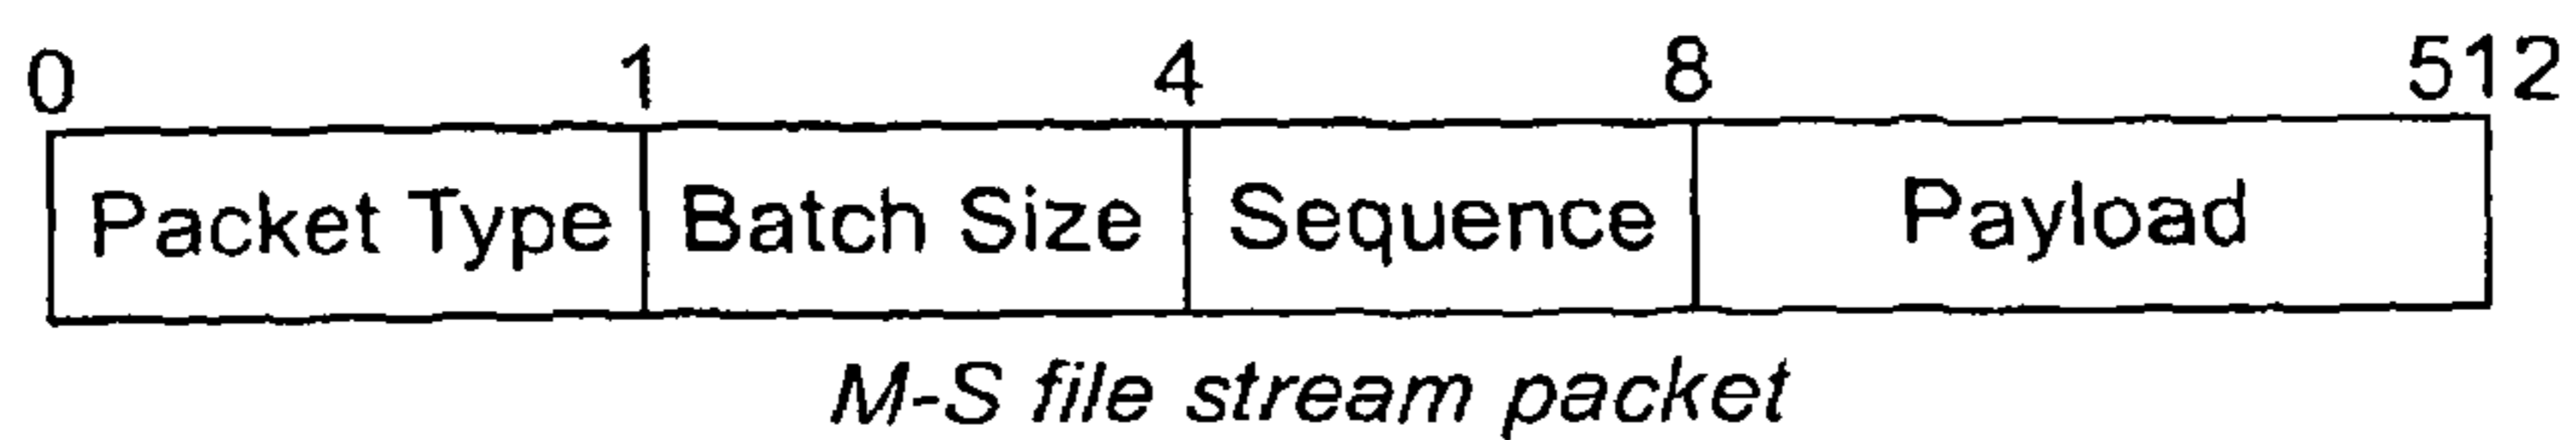 0 1 4 8 512
Packet Type Batch Size Sequence Payload
M-S file stream packet